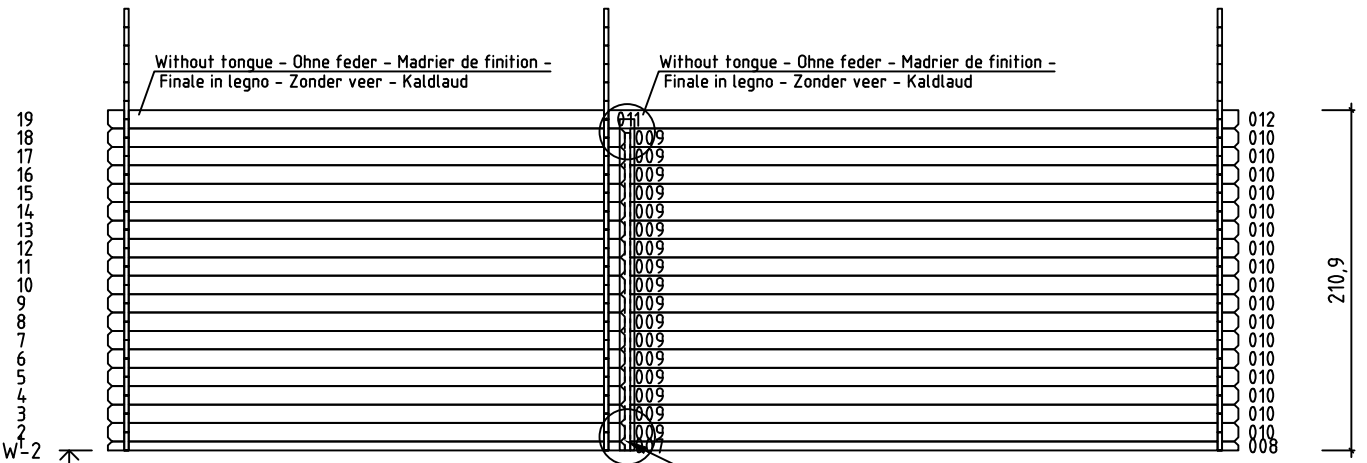 Without tongue - Ohne feder - Madrier de finition -
Finale in legno - Zonder veer - Kaldlaud
Without tongue - Ohne feder - Madrier de finition -
Finale in legno - Zonder veer - Kaldlaud
19 011 012
18 009 010
17 009 010
16 009 010
15 009 010
14 009 010
13 009 010
12 009 010
11 009 010
10 009 010
9 009 010
8 009 010
7 009 010
6 009 010
5 009 010
4 009 010
3 009 010
2 009 010
1 007 008
W-2
210,9